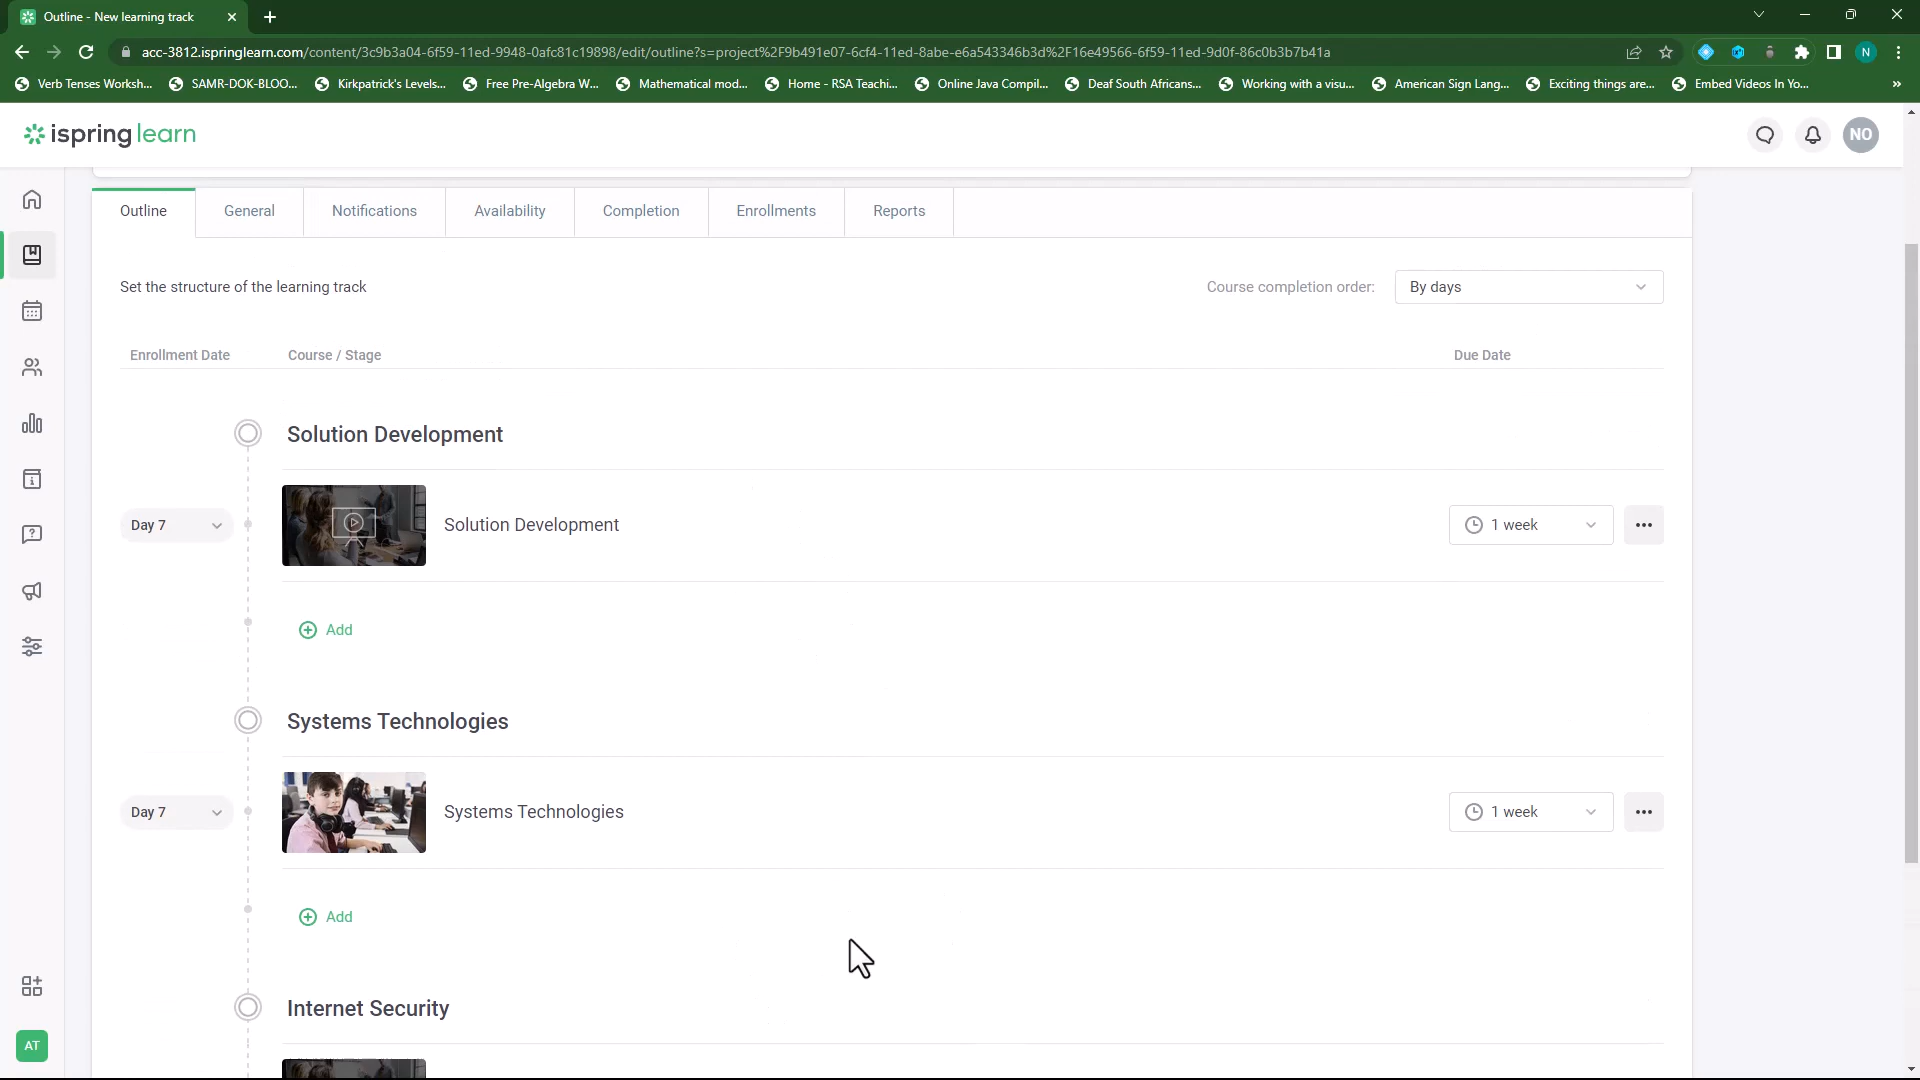 Outline - New learning track
acc-3812.ispringlearn.com/content/3c9b3a04-6f59-11ed-9948-0afc81c19898/edit/outline?s=project%2F9b491e07-6cf4-11ed-8abe-e6a543346b3d%2F16e49566-6f59-11ed-9d0f-86c0b3b7b41a
N
Verb Tenses Worksh...
SAMR-DOK-BLOO...
Kirkpatrick's Levels...
Free Pre-Algebra W...
Mathematical mod...
Home - RSA Teachi...
Online Java Compil...
Deaf South Africans...
Working with a visu...
American Sign Lang...
Exciting things are...
Embed Videos In Yo...
»
ispring learn
NO
Outline
General
Notifications
Availability
Completion
Enrollments
Reports
Set the structure of the learning track
Course completion order:
By days
Enrollment Date
Course / Stage
Due Date
Solution Development
Day 7
Solution Development
1 week
Add
Systems Technologies
Day 7
Systems Technologies
1 week
Add
Internet Security
AT